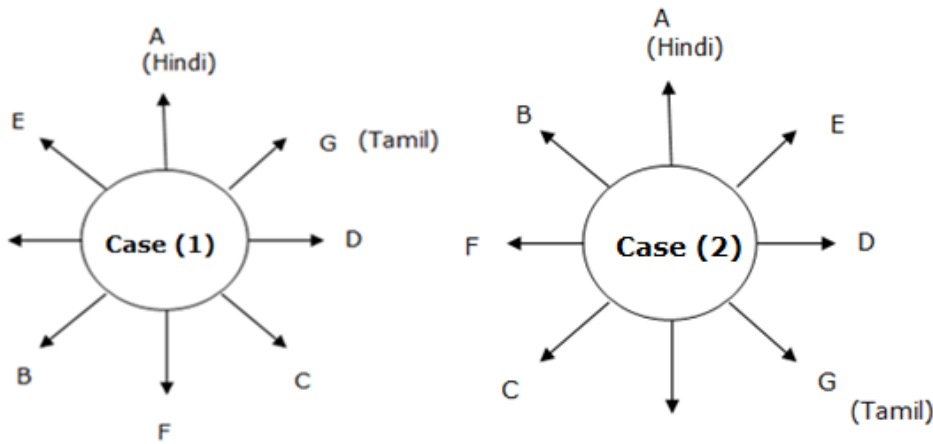 A
(Hindi)
E
G (Tamil)
Case (1)
D
B
C
F
A
(Hindi)
B
E
F
Case (2)
D
C
G
(Tamil)